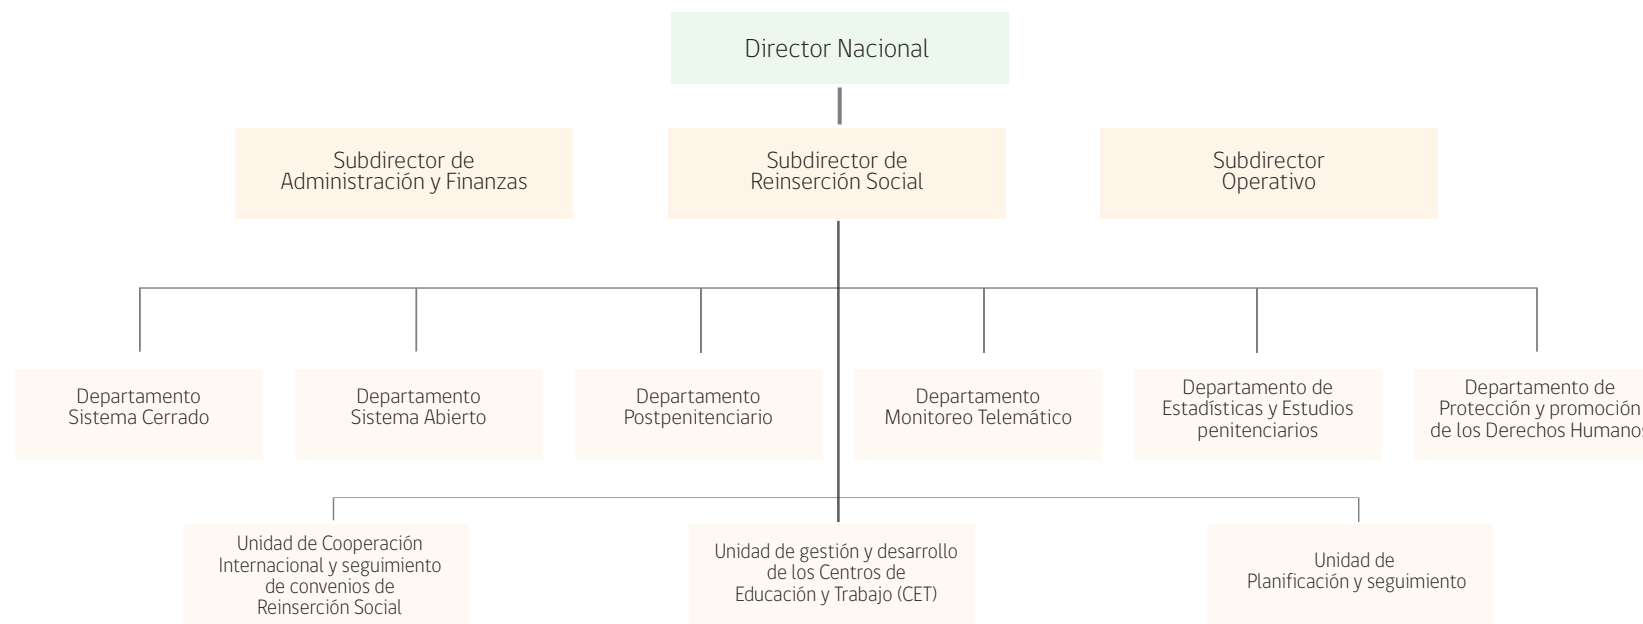 Director Nacional
Subdirector de
Administración y Finanzas
Subdirector de
Reinserción Social
Subdirector
Operativo
Departamento
Sistema Cerrado
Departamento
Sistema Abierto
Departamento
Postpenitenciario
Departamento
Monitoreo Telemático
Departamento de
Estadísticas y Estudios
penitenciarios
Departamento de
Protección y promoción
de los Derechos Humanos
Unidad de Cooperación
Internacional y seguimiento
de convenios de
Reinserción Social
Unidad de gestión y desarrollo
de los Centros de
Educación y Trabajo (CET)
Unidad de
Planificación y seguimiento